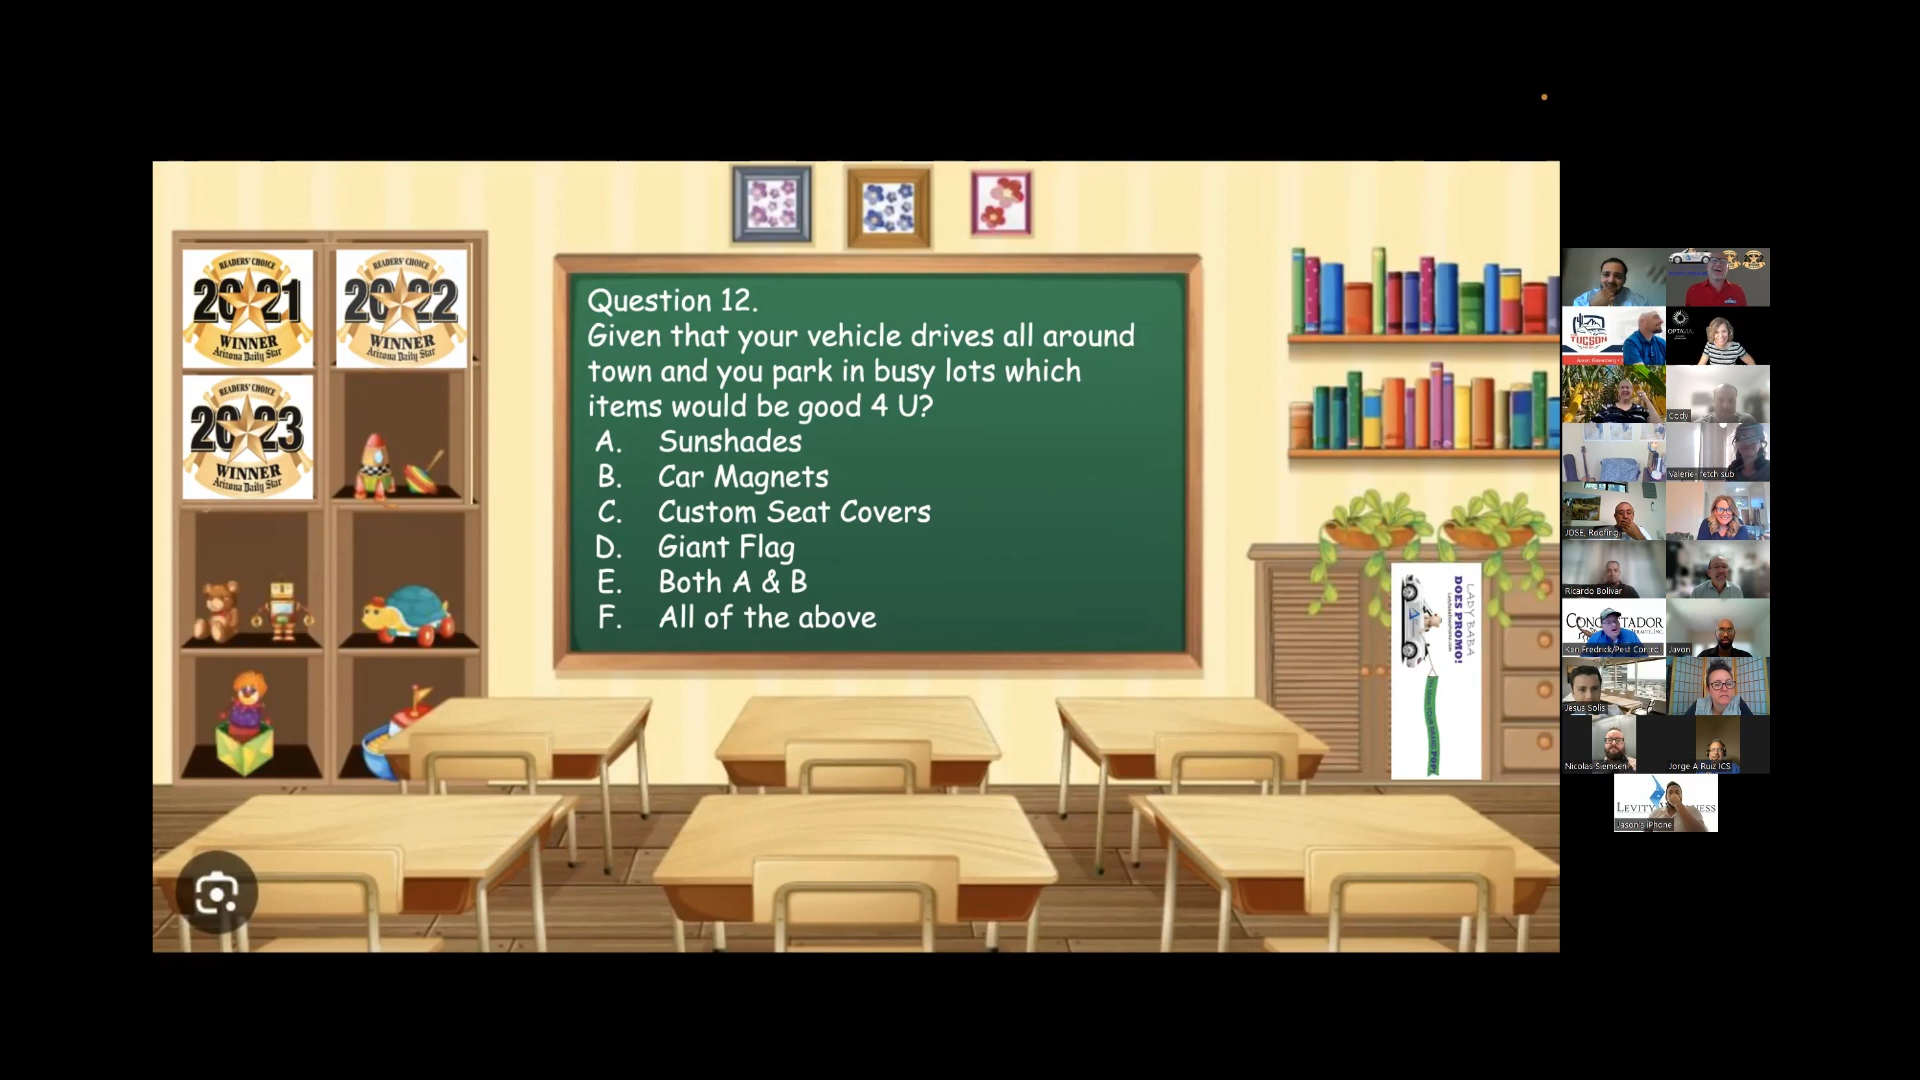 READERS' CHOICE
2021
WINNER
Arizona Daily Star
READERS' CHOICE
2022
WINNER
Arizona Daily Star
READERS' CHOICE
2023
WINNER
Arizona Daily Star
Question 12.
Given that your vehicle drives all around
town and you park in busy lots which
items would be good 4 U?
A. Sunshades
B. Car Magnets
C. Custom Seat Covers
D. Giant Flag
E. Both A & B
F. All of the above
LADY BABA
DOES PROMO!
TUCSON
OPTAVIA
Cody
Valerie- fetch sub
JOSE, Roofing
Ricardo Bolivar
Ken Fredrick/Pest Control
Javon
Jesus Solis
Nicolas Siemsen
Jorge A Ruiz ICS
Jason's iPhone